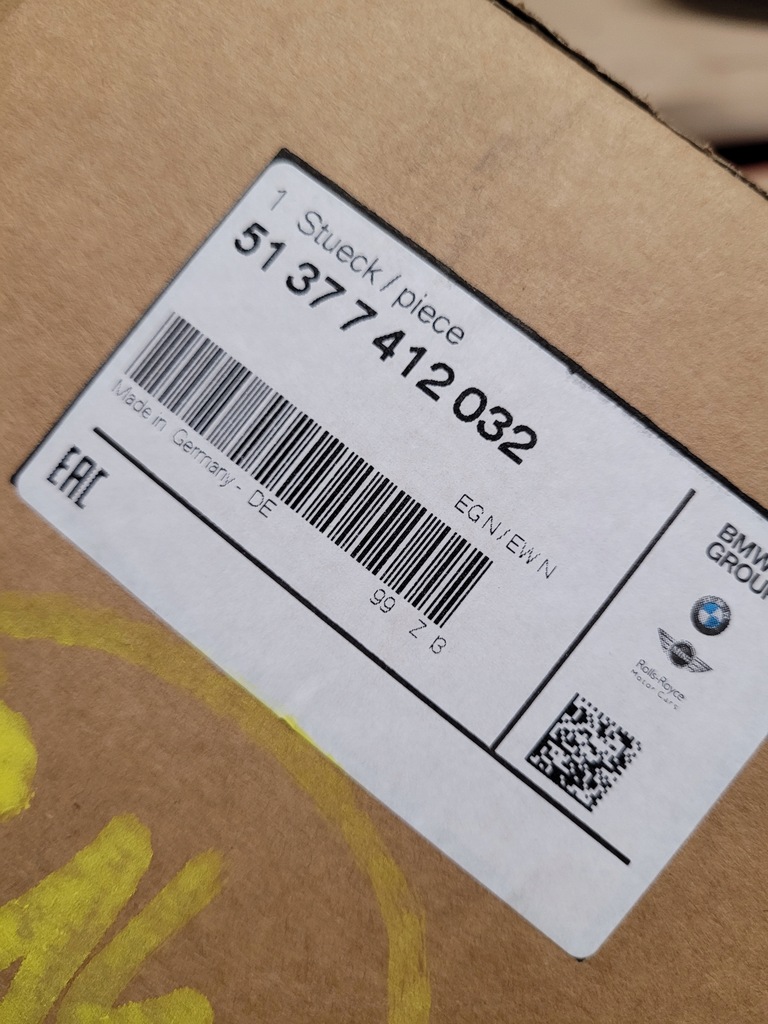 1 Stueck / piece
51 37 7 412 032
Made in Germany - DE
EGN/EWN
99 ZB
EAC
BMW
GROUP
Rolls-Royce
Motor Cars